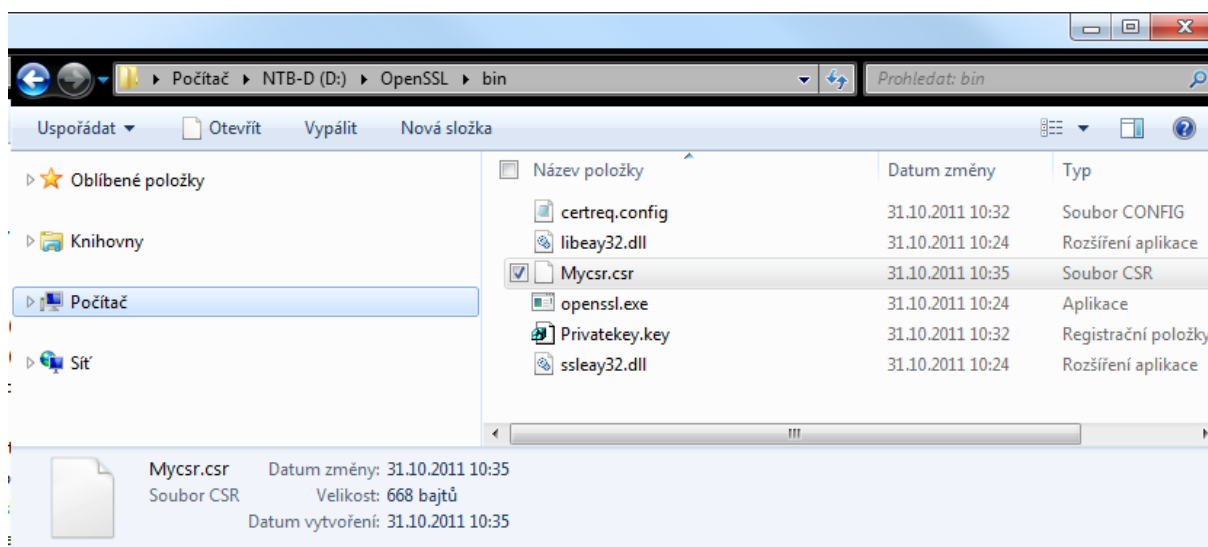 Počítač NTB-D (D:) OpenSSL bin Prohledat: bin
Uspořádat Otevřít Vypálit Nová složka
Oblíbené položky
Knihovny
Počítač
Síť
Název položky Datum změny Typ
certreq.config 31.10.2011 10:32 Soubor CONFIG
libeay32.dll 31.10.2011 10:24 Rozšíření aplikace
Mycsr.csr 31.10.2011 10:35 Soubor CSR
openssl.exe 31.10.2011 10:24 Aplikace
Privatekey.key 31.10.2011 10:32 Registrační položky
ssleay32.dll 31.10.2011 10:24 Rozšíření aplikace
Mycsr.csr Datum změny: 31.10.2011 10:35
Soubor CSR Velikost: 668 bajtů
Datum vytvoření: 31.10.2011 10:35